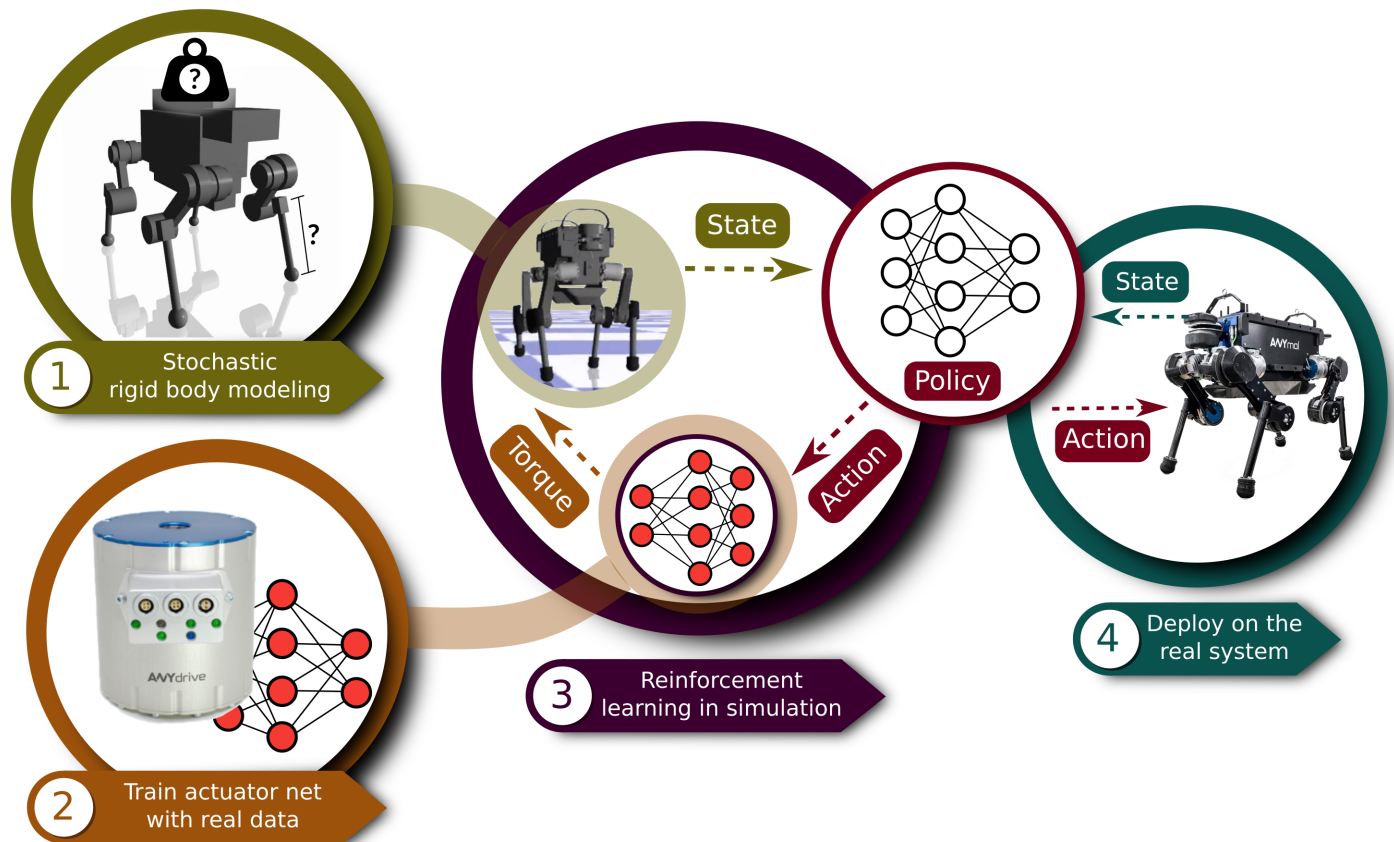 ?
?
1
Stochastic
rigid body modeling
2
Train actuator net
with real data
ANYdrive
State
Policy
Action
Torque
3
Reinforcement
learning in simulation
State
ANYmal
Action
4
Deploy on the
real system